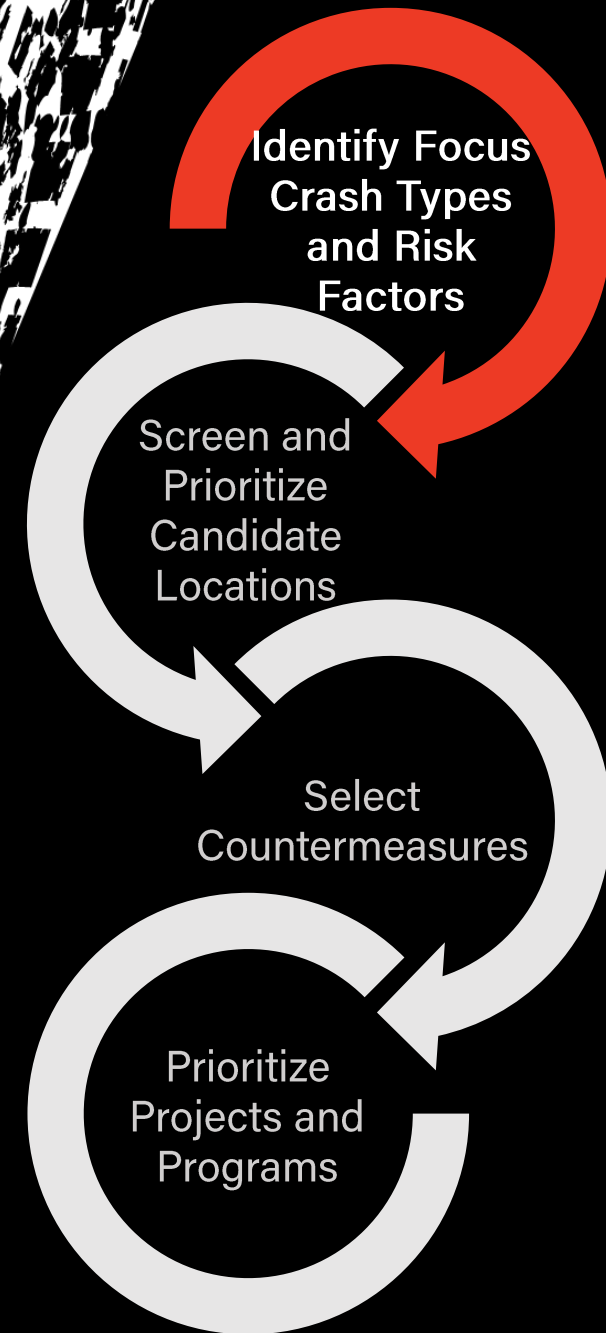 Identify Focus
Crash Types
and Risk
Factors
Screen and
Prioritize
Candidate
Locations
Select
Countermeasures
Prioritize
Projects and
Programs